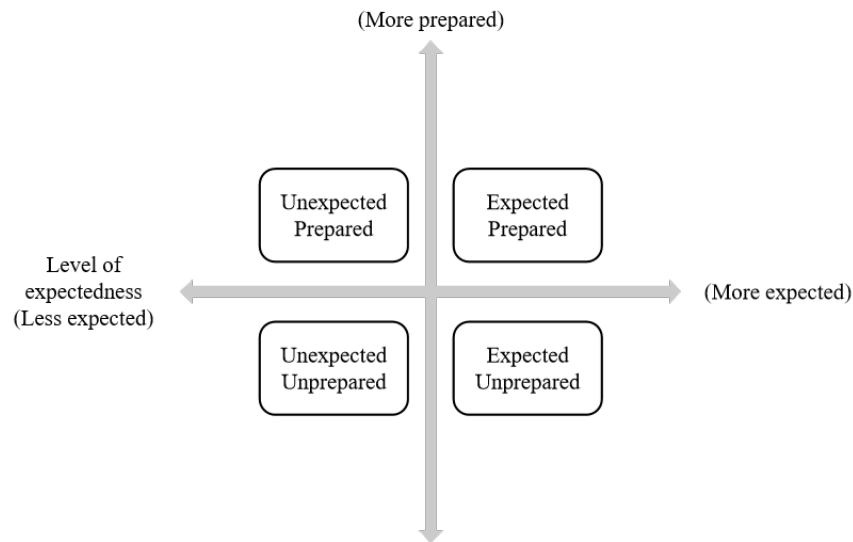 (More prepared)
Unexpected
Prepared
Expected
Prepared
Level of
expectedness
(Less expected)
(More expected)
Unexpected
Unprepared
Expected
Unprepared